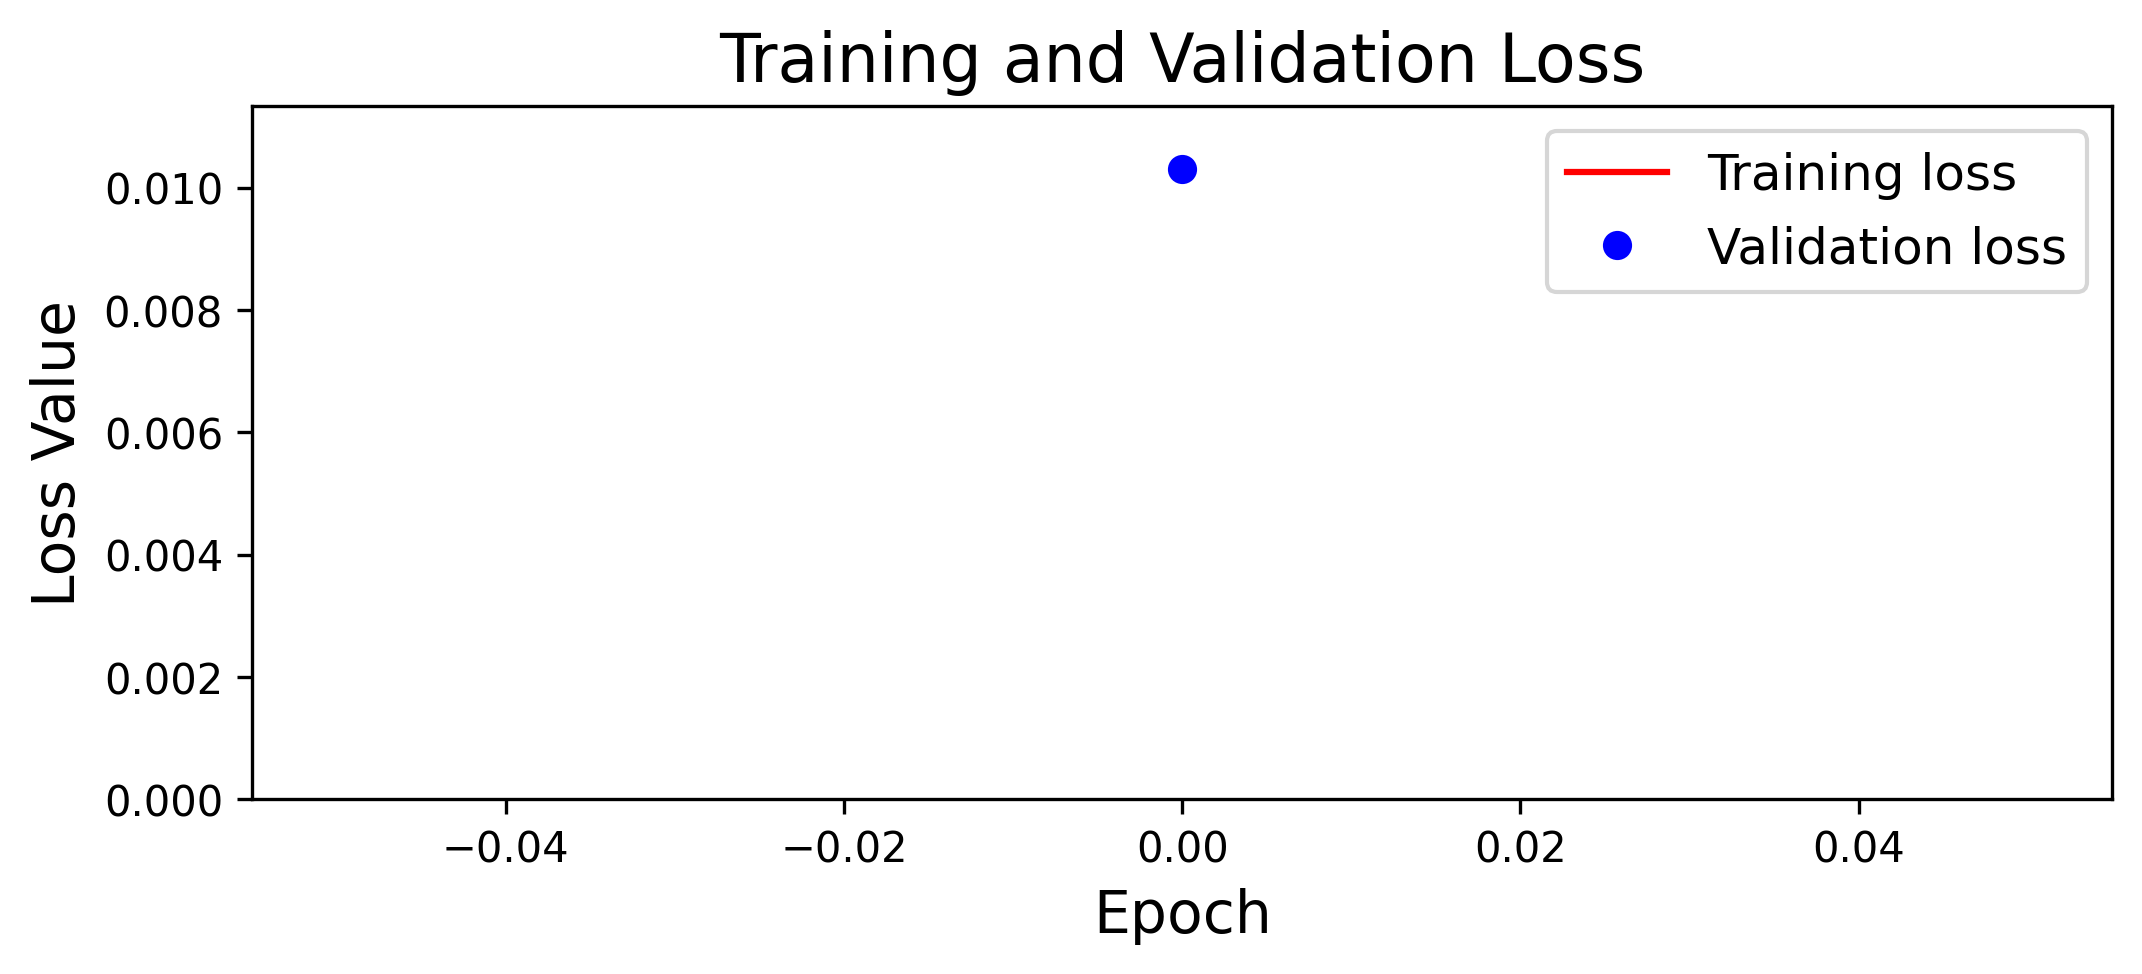 Training and Validation Loss
Training loss
Validation loss
0.010
0.008
0.006
0.004
0.002
0.000
Loss Value
−0.04 −0.02 0.00 0.02 0.04
Epoch